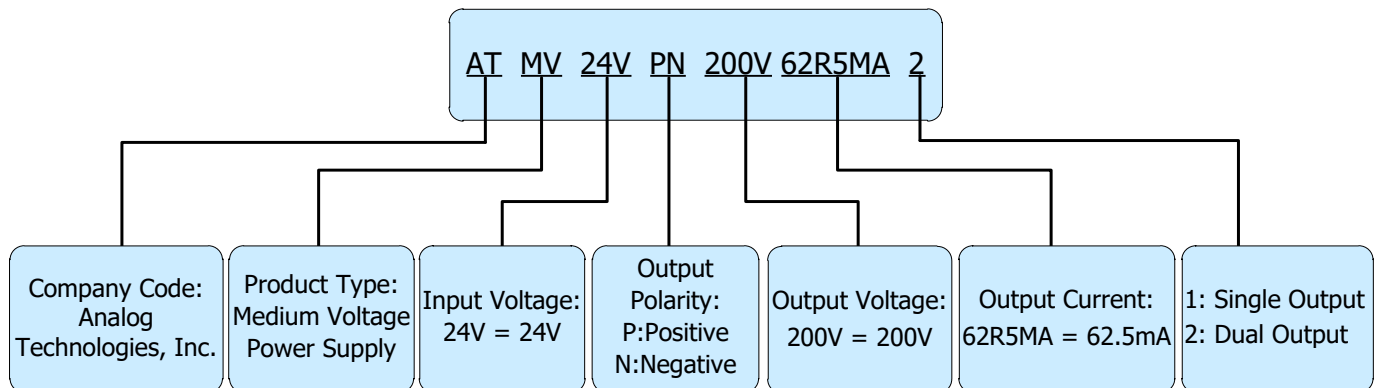 AT MV 24V PN 200V 62R5MA 2
Company Code:
Analog
Technologies, Inc.
Product Type:
Medium Voltage
Power Supply
Input Voltage:
24V = 24V
Output
Polarity:
P:Positive
N:Negative
Output Voltage:
200V = 200V
Output Current:
62R5MA = 62.5mA
1: Single Output
2: Dual Output